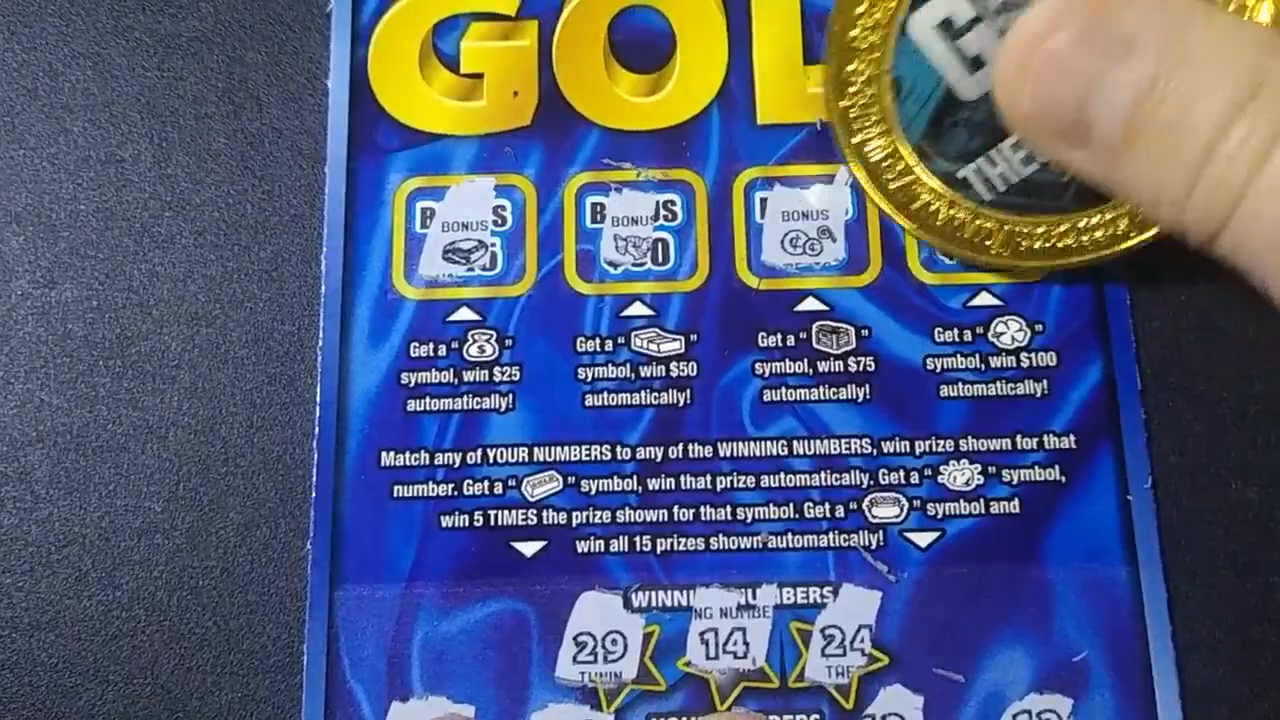 GOL
THE
BONUS
BONUS
BONUS
Get a " "
symbol, win $25
automatically!
Get a " "
symbol, win $50
automatically!
Get a " "
symbol, win $75
automatically!
Get a " "
symbol, win $100
automatically!
Match any of YOUR NUMBERS to any of the WINNING NUMBERS, win prize shown for that
number. Get a " " symbol, win that prize automatically. Get a " " symbol,
win 5 TIMES the prize shown for that symbol. Get a " " symbol and
win all 15 prizes shown automatically!
29
14
24